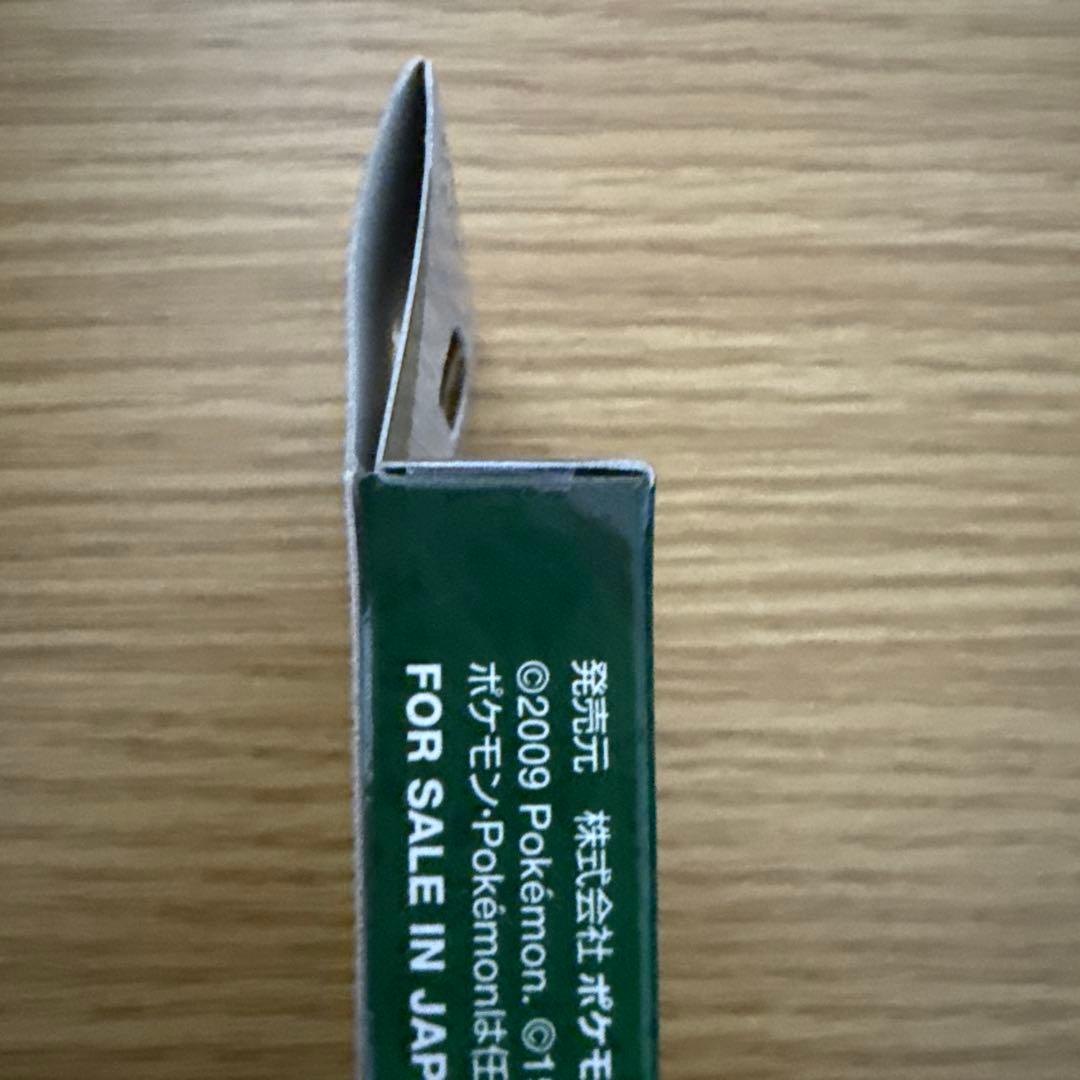 発売元 株式会社 ポケモ
©2009 Pokémon. ©19
ポケモン・Pokémonは任
FOR SALE IN JAP